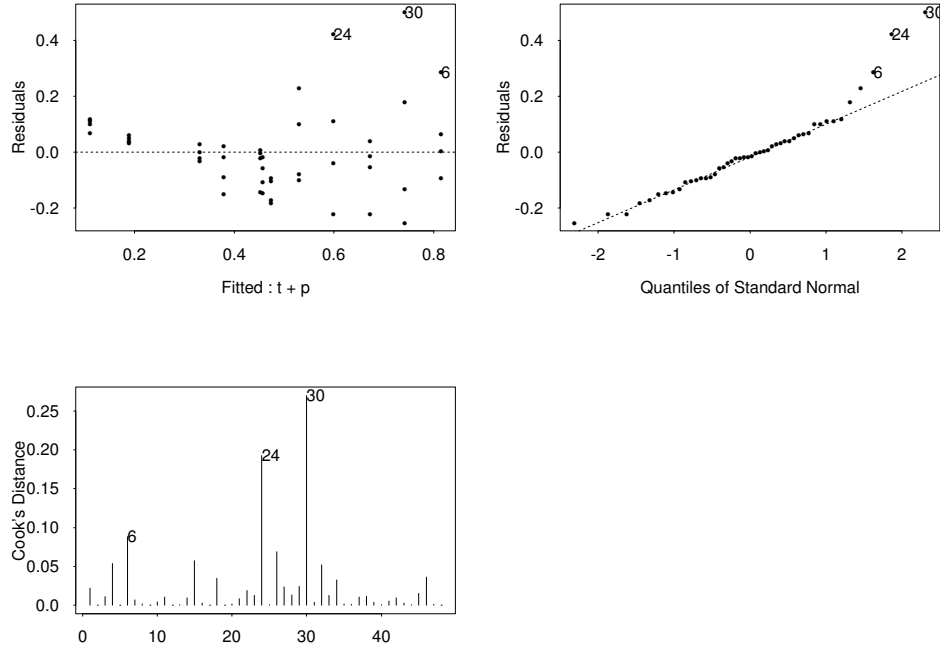 Residuals
0.4
0.2
0.0
-0.2
30
24
6
0.2 0.4 0.6 0.8
Fitted : t + p
Residuals
0.4
0.2
0.0
-0.2
30
24
6
-2 -1 0 1 2
Quantiles of Standard Normal
Cook's Distance
0.25
0.20
0.15
0.10
0.05
0.0
30
24
6
0 10 20 30 40